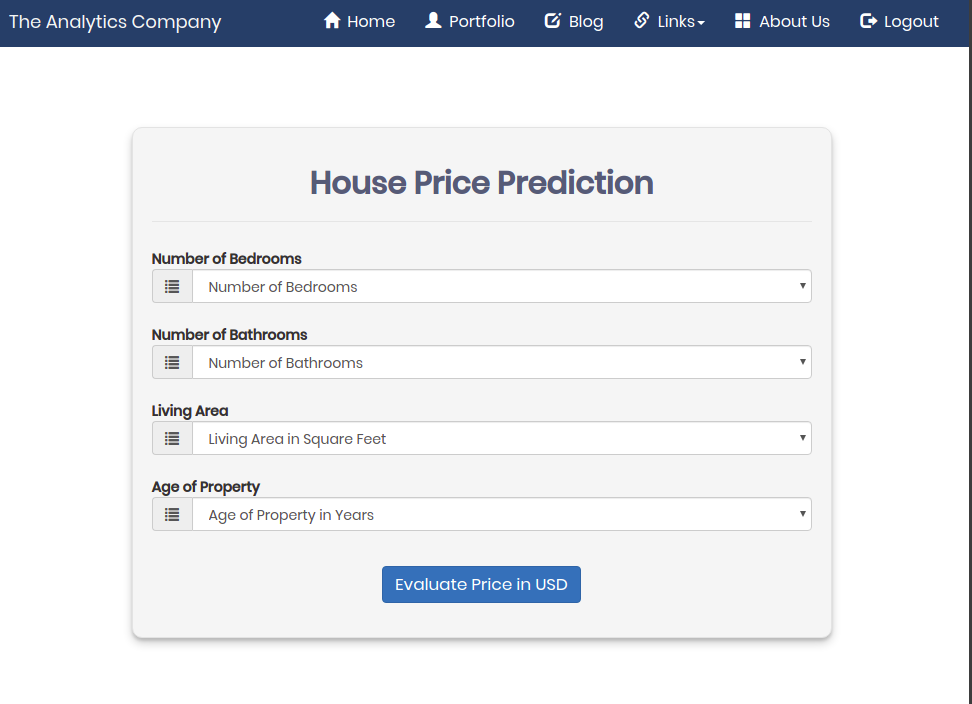 The Analytics Company Home Portfolio Blog Links About Us Logout
House Price Prediction
Number of Bedrooms
Number of Bedrooms
Number of Bathrooms
Number of Bathrooms
Living Area
Living Area in Square Feet
Age of Property
Age of Property in Years
Evaluate Price in USD